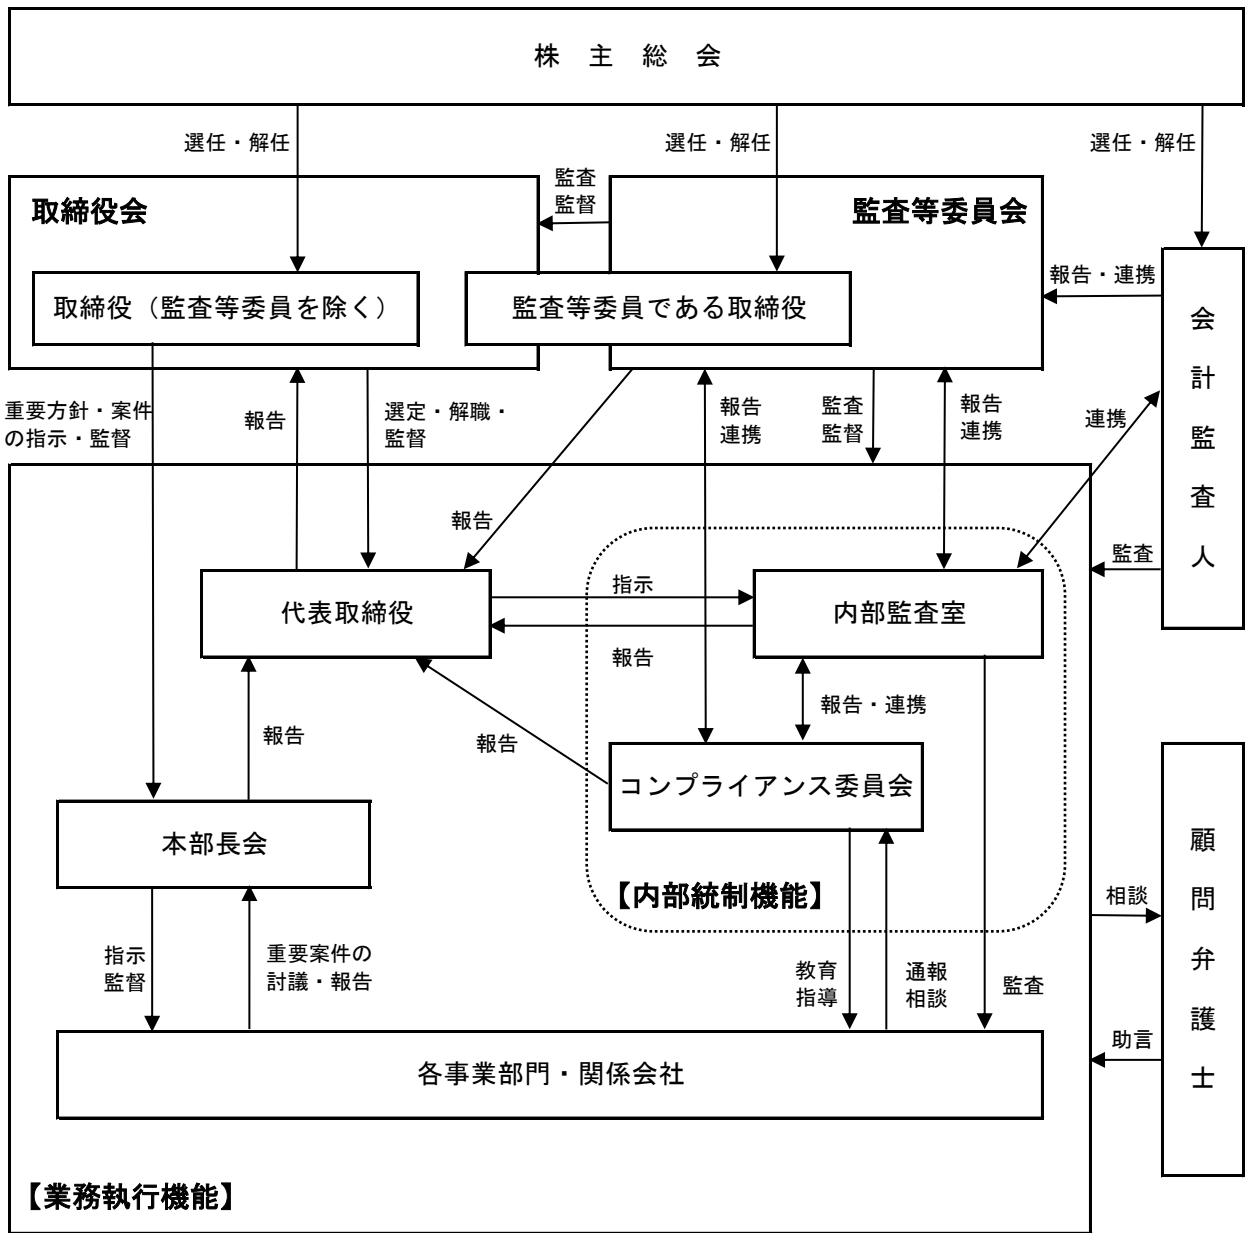 株 主 総 会
選任・解任
選任・解任
選任・解任
取締役会
監査
監督
監査等委員会
取締役（監査等委員を除く）
監査等委員である取締役
報告・連携
会計監査人
重要方針・案件
の指示・監督
報告
選定・解職・
監督
報告
連携
監査
監督
報告
連携
連携
報告
監査
代表取締役
指示
内部監査室
報告
報告・連携
報告
報告
コンプライアンス委員会
本部長会
【内部統制機能】
顧問弁護士
相談
指示
監督
重要案件の
討議・報告
教育
指導
通報
相談
監査
助言
各事業部門・関係会社
【業務執行機能】